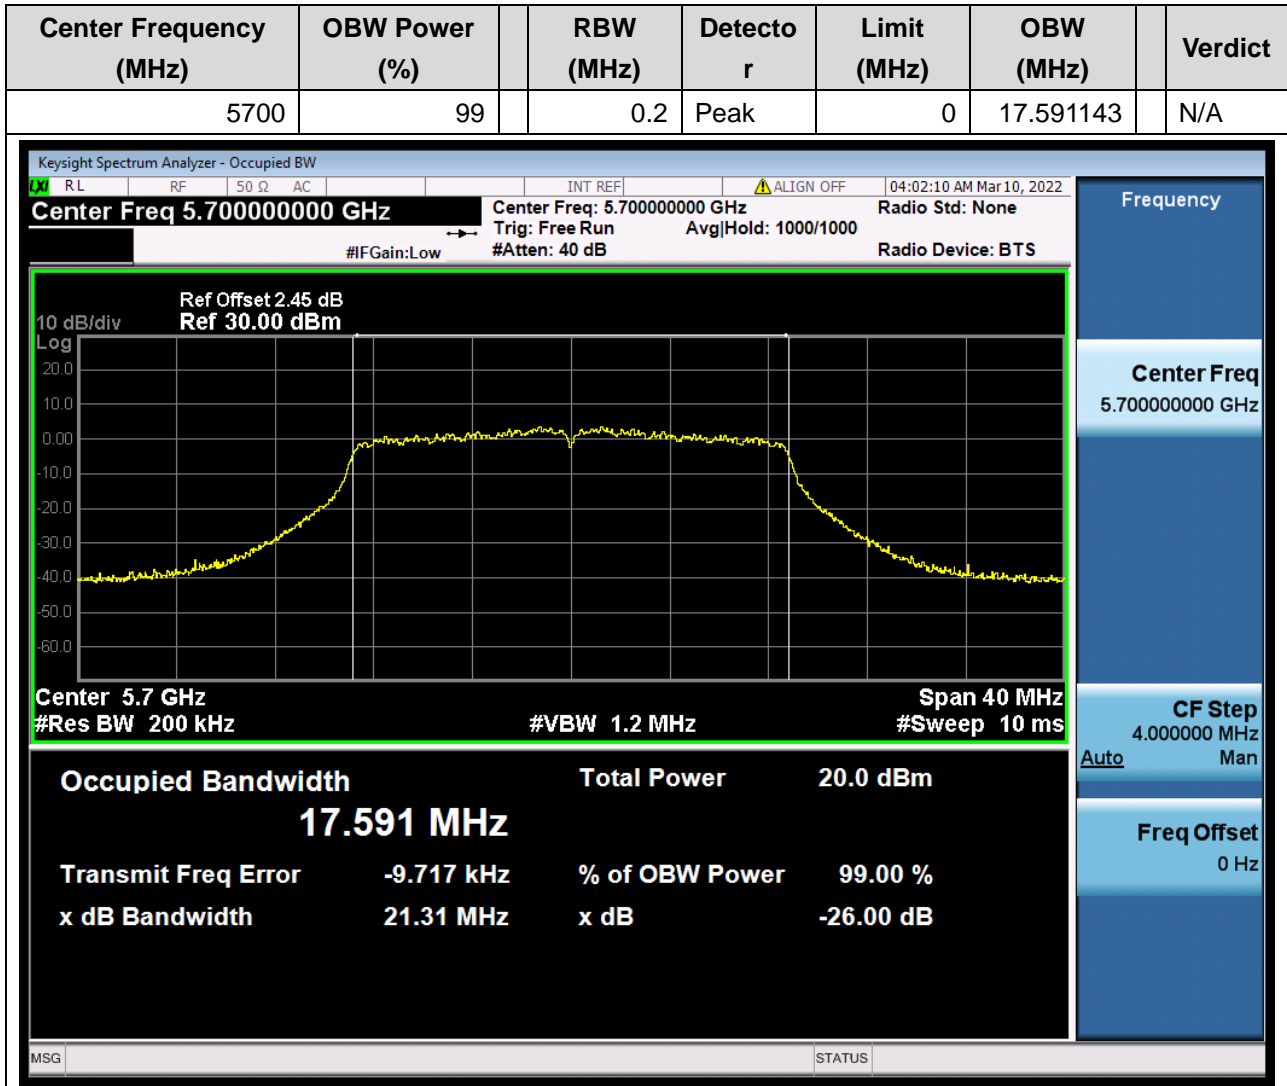 Center Frequency (MHz) OBW Power (%) RBW (MHz) Detecto r Limit (MHz) OBW (MHz) Verdict
5700 99 0.2 Peak 0 17.591143 N/A
Keysight Spectrum Analyzer - Occupied BW
LXI RL RF 50 Ω AC INT REF ALIGN OFF 04:02:10 AM Mar 10, 2022
Center Freq 5.700000000 GHz
Center Freq: 5.700000000 GHz Radio Std: None
Trig: Free Run Avg|Hold: 1000/1000
#IFGain:Low #Atten: 40 dB Radio Device: BTS
Frequency
Ref Offset 2.45 dB
10 dB/div Ref 30.00 dBm
Log
20.0
10.0
0.00
-10.0
-20.0
-30.0
-40.0
-50.0
-60.0
Center 5.7 GHz Span 40 MHz
#Res BW 200 kHz #VBW 1.2 MHz #Sweep 10 ms
Occupied Bandwidth Total Power 20.0 dBm
17.591 MHz
Transmit Freq Error -9.717 kHz % of OBW Power 99.00 %
x dB Bandwidth 21.31 MHz x dB -26.00 dB
Center Freq
5.700000000 GHz
CF Step
4.000000 MHz
Auto Man
Freq Offset
0 Hz
MSG STATUS